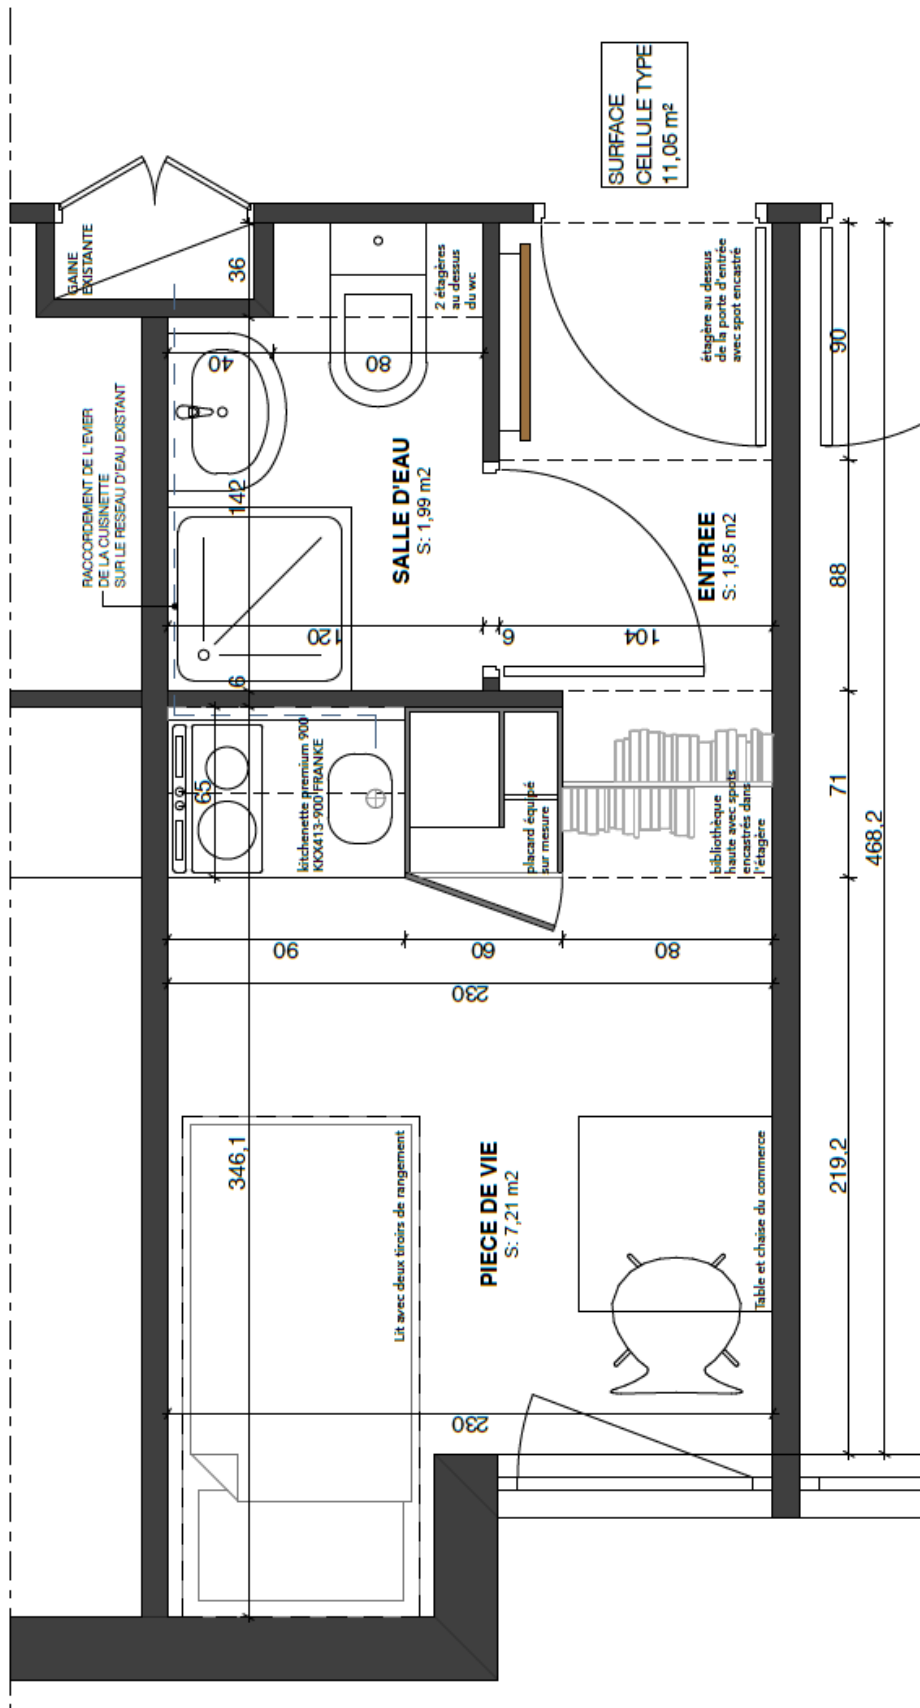 SURFACE
CELLULE TYPE
11,05 m²
GAINE
EXISTANTE
36
2 étagères
au dessus
du wc
étagère au dessus
de la porte d'entrée
avec spot encastré
90
40
80
RACCORDEMENT DE L'EVIER
DE LA CUISINETTE
SUR LE RESEAU D'EAU EXISTANT
142
SALLE D'EAU
S: 1,99 m2
ENTREE
S: 1,85 m2
88
120
6
104
6
kitchenette premium 900
KKX413-900 FRANKE
65
placard équipé
sur mesure
bibliothèque
haute avec spots
encastrés dans
l'étagère
71
468,2
90
60
80
230
346,1
Lit avec deux tiroirs de rangement
PIECE DE VIE
S: 7,21 m2
Table et chaise du commerce
219,2
230